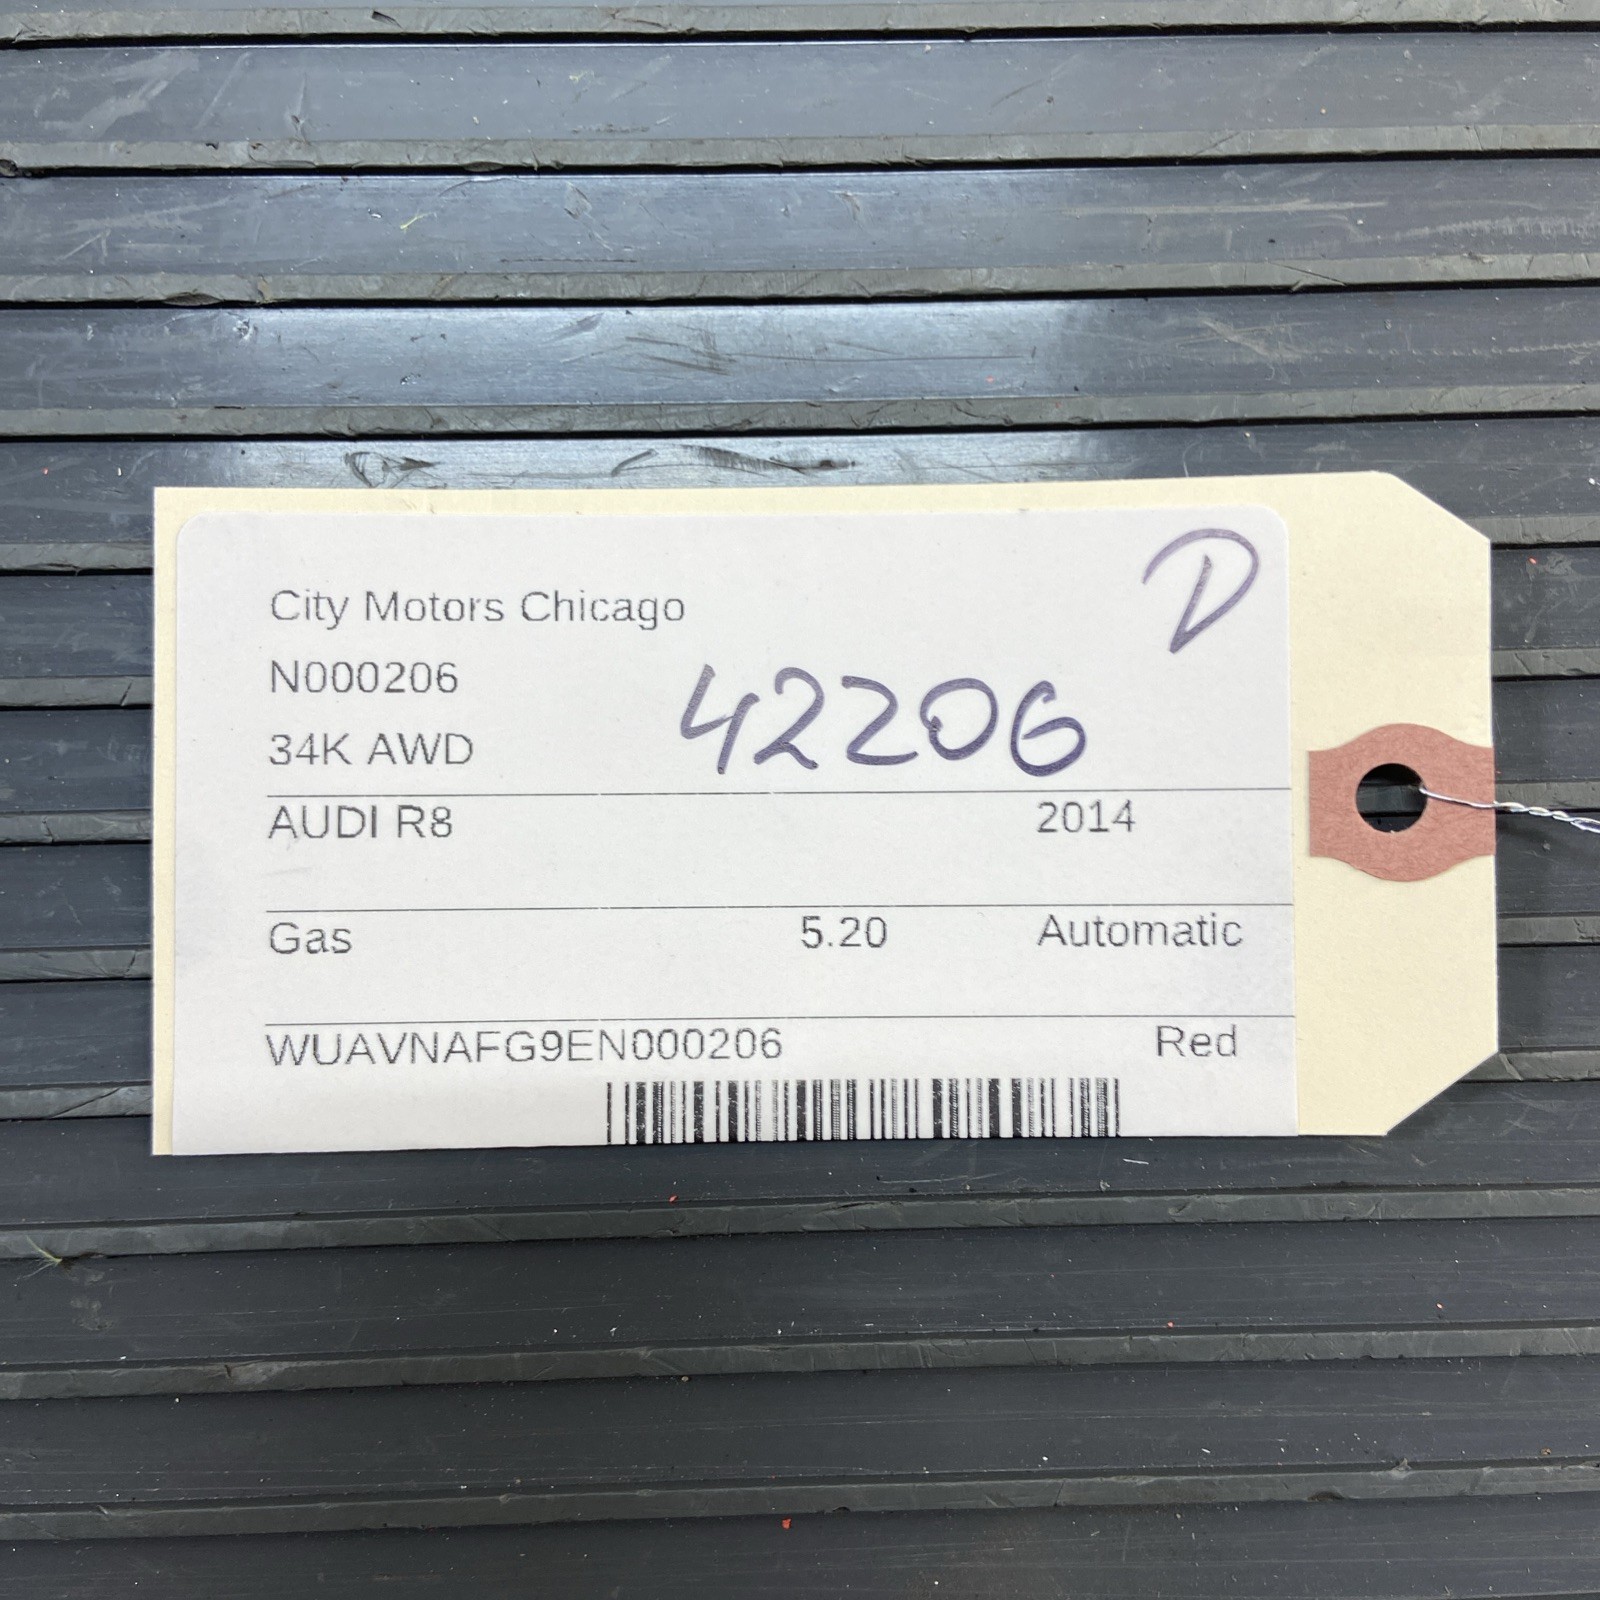 D
City Motors Chicago
N000206
42206
34K AWD
AUDI R8 2014
Gas 5.20 Automatic
WUAVNAFG9EN000206 Red